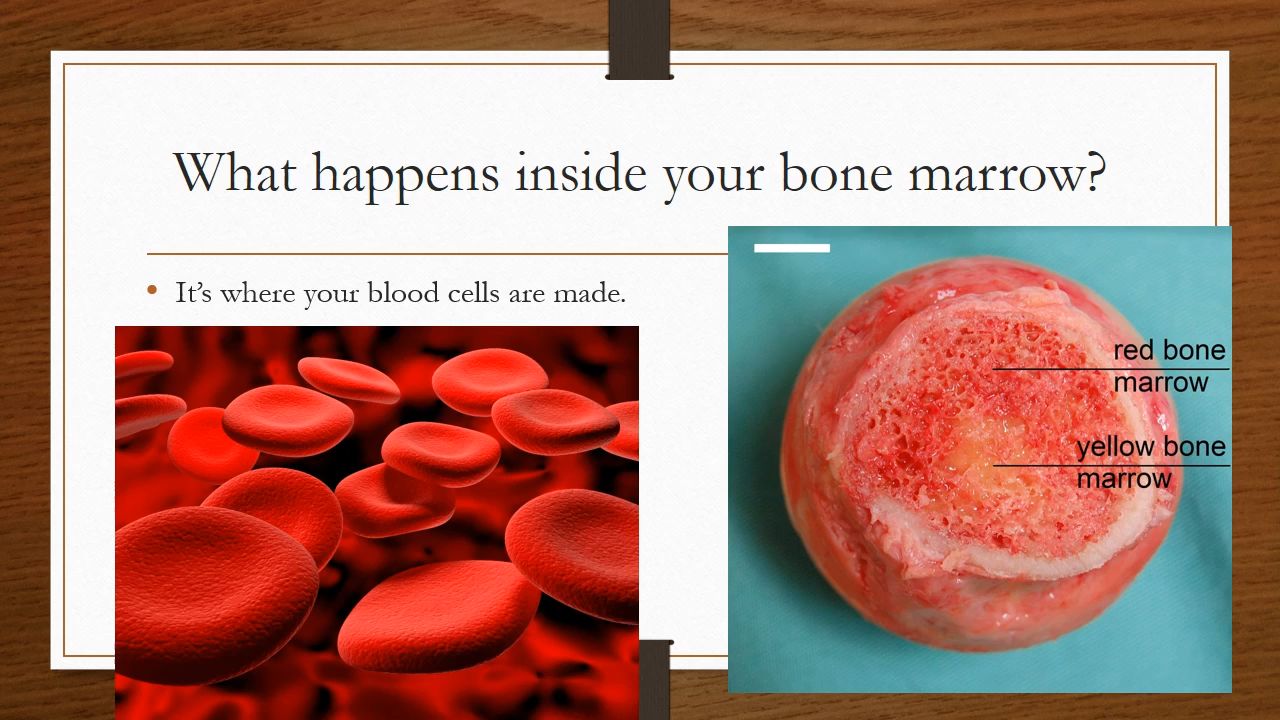 What happens inside your bone marrow?
• It’s where your blood cells are made.
red bone
marrow
yellow bone
marrow